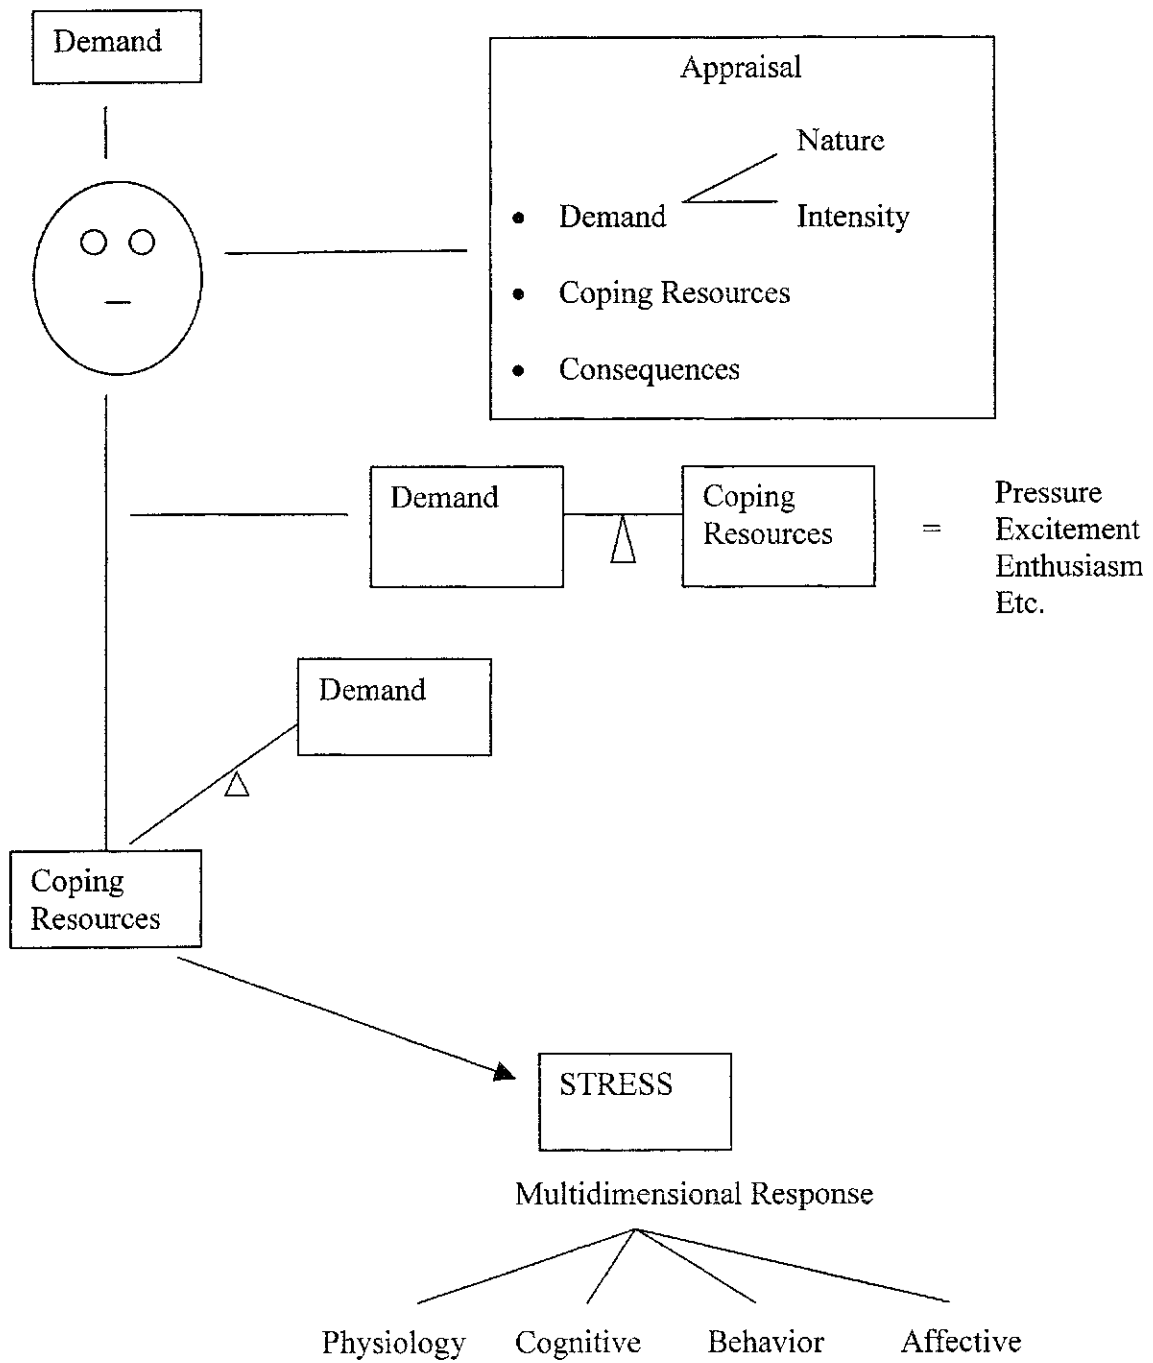 Demand
Appraisal
Nature
• Demand
Intensity
• Coping Resources
• Consequences
Demand
Coping
Resources
=
Pressure
Excitement
Enthusiasm
Etc.
Demand
Coping
Resources
STRESS
Multidimensional Response
Physiology Cognitive Behavior Affective